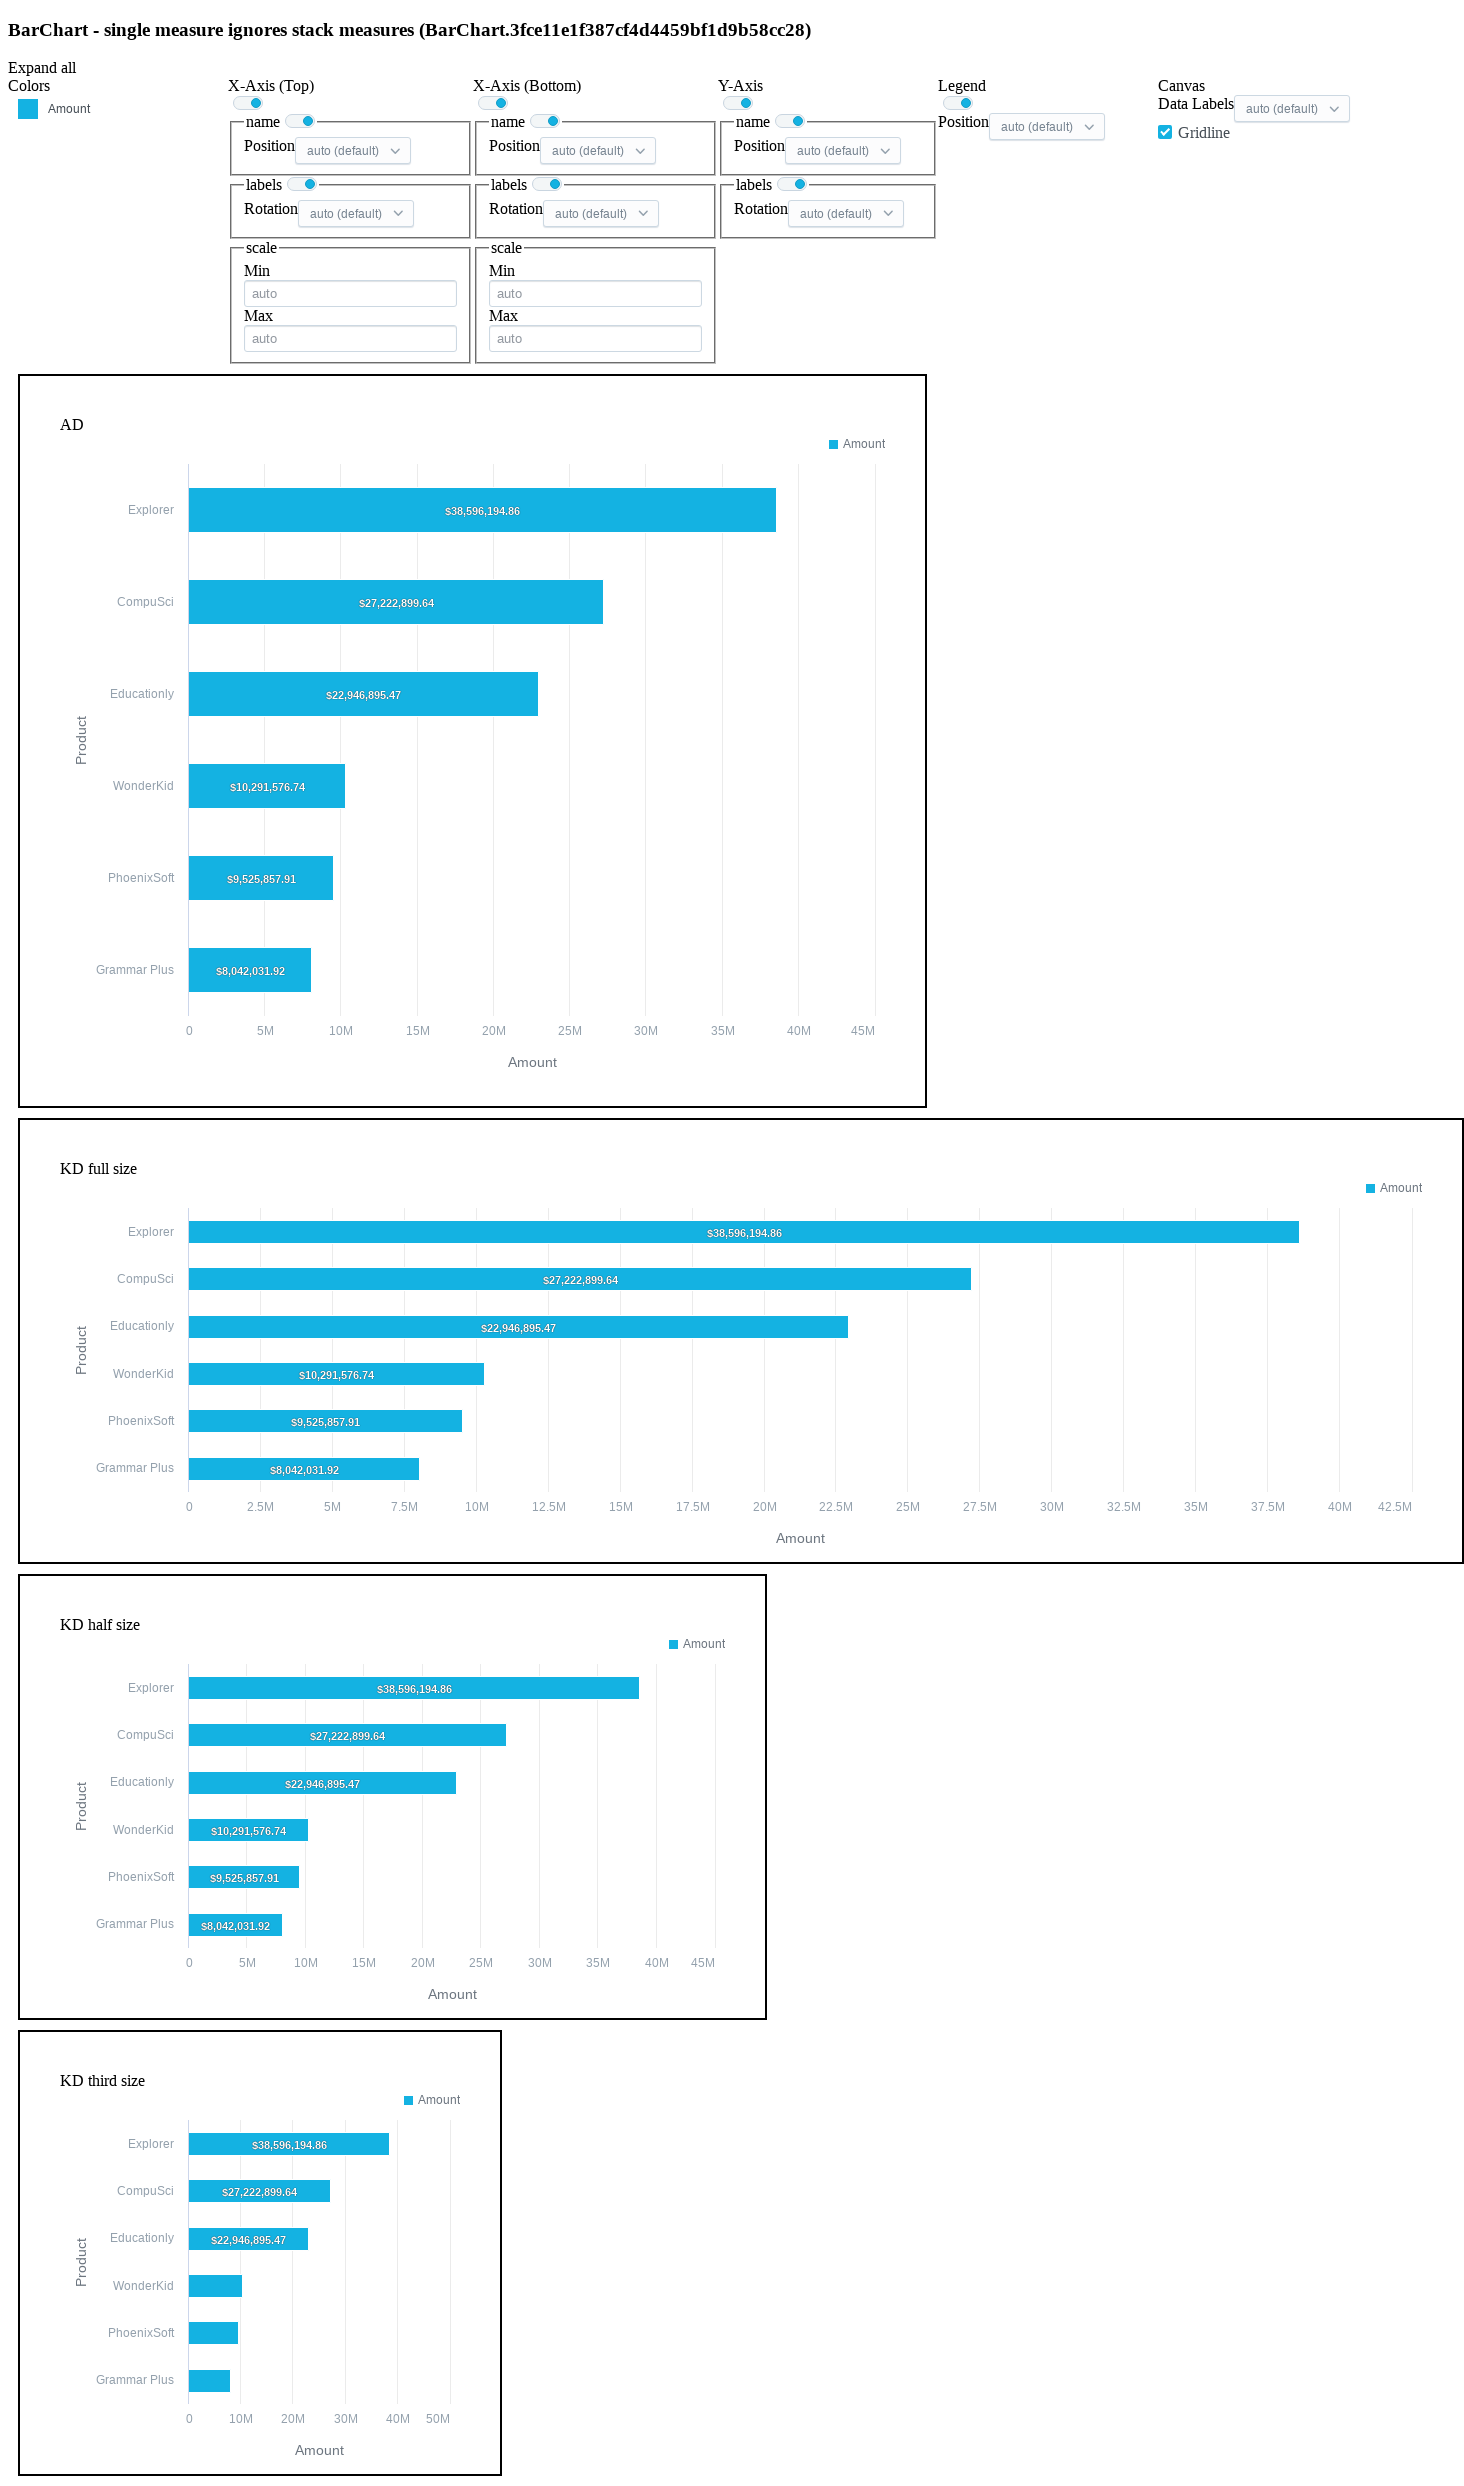 BarChart - single measure ignores stack measures (BarChart.3fce11e1f387cf4d4459bf1d9b58cc28)
Expand all
Colors
Amount
X-Axis (Top)
name
Position auto (default)
labels
Rotation auto (default)
scale
Min
auto
Max
auto
X-Axis (Bottom)
name
Position auto (default)
labels
Rotation auto (default)
scale
Min
auto
Max
auto
Y-Axis
name
Position auto (default)
labels
Rotation auto (default)
Legend
Position auto (default)
Canvas
Data Labels auto (default)
Gridline
AD
Amount
Explorer $38,596,194.86
CompuSci $27,222,899.64
Educationly $22,946,895.47
Product
WonderKid $10,291,576.74
PhoenixSoft $9,525,857.91
Grammar Plus $8,042,031.92
0 5M 10M 15M 20M 25M 30M 35M 40M 45M
Amount
KD full size
Amount
Explorer $38,596,194.86
CompuSci $27,222,899.64
Educationly $22,946,895.47
Product
WonderKid $10,291,576.74
PhoenixSoft $9,525,857.91
Grammar Plus $8,042,031.92
0 2.5M 5M 7.5M 10M 12.5M 15M 17.5M 20M 22.5M 25M 27.5M 30M 32.5M 35M 37.5M 40M 42.5M
Amount
KD half size
Amount
Explorer $38,596,194.86
CompuSci $27,222,899.64
Educationly $22,946,895.47
Product
WonderKid $10,291,576.74
PhoenixSoft $9,525,857.91
Grammar Plus $8,042,031.92
0 5M 10M 15M 20M 25M 30M 35M 40M 45M
Amount
KD third size
Amount
Explorer $38,596,194.86
CompuSci $27,222,899.64
Educationly $22,946,895.47
Product
WonderKid
PhoenixSoft
Grammar Plus
0 10M 20M 30M 40M 50M
Amount